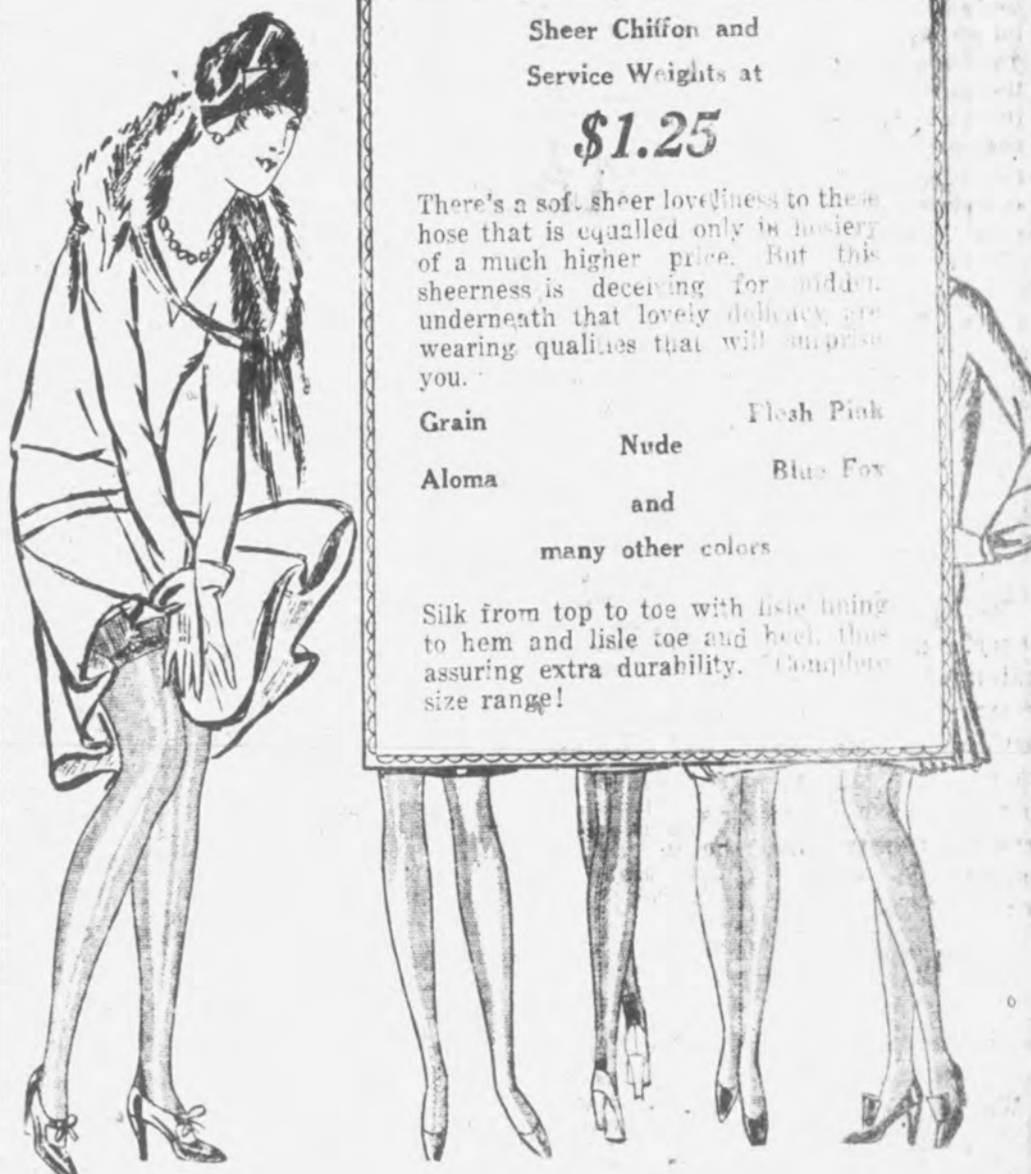 Sheer Chiffon and
Service Weights at
$1.25
There's a soft sheer loveliness to these
hose that is equalled only in hosiery
of a much higher price. But this
sheerness is deceiving for hidden
underneath that lovely delicacy are
wearing qualities that will surprise
you.
Grain Flesh Pink
Nude
Aloma Blue Fox
and
many other colors
Silk from top to toe with lisle lining
to hem and lisle toe and heel, thus
assuring extra durability. Complete
size range!